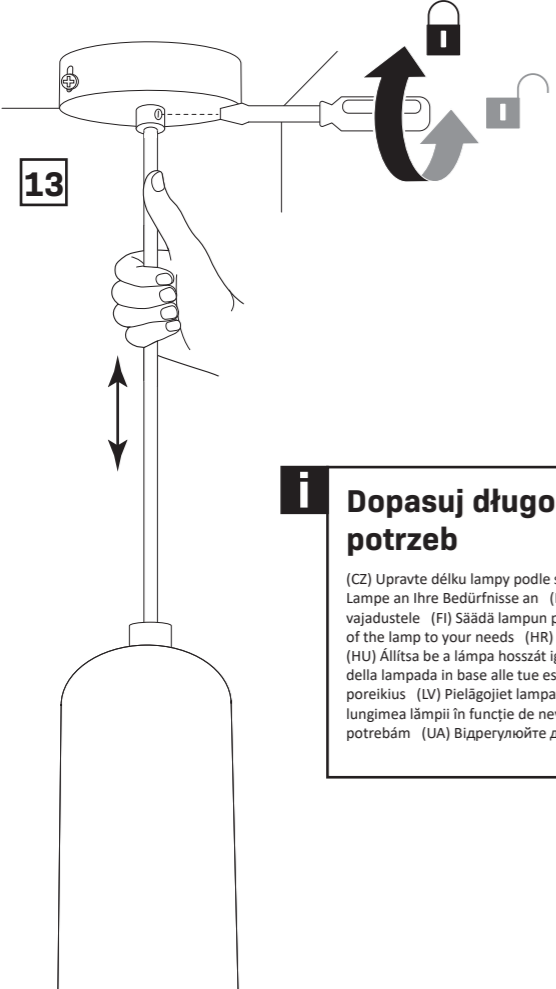 13
i
Dopasuj długo
potrzeb
(CZ) Upravte délku lampy podle s
Lampe an Ihre Bedürfnisse an (
vajadustele (FI) Säädä lampun p
of the lamp to your needs (HR)
(HU) Állítsa be a lámpa hosszát ig
della lampada in base alle tue es
poreikius (LV) Pielāgojiet lampa
lungimea lămpii în funcție de nev
potrebám (UA) Відрегулюйте д